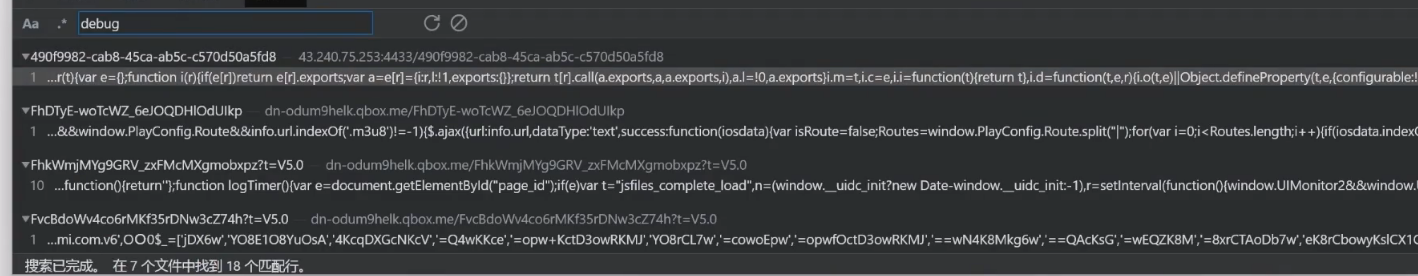 Aa .* debug
490f9982-cab8-45ca-ab5c-c570d50a5fd8 — 43.240.75.253:4433/490f9982-cab8-45ca-ab5c-c570d50a5fd8
1 ...r(t){var e={};function i(r){if(e[r])return e[r].exports;var a=e[r]={i:r,l:!1,exports:{}};return t[r].call(a.exports,a,a.exports,i),a.l=!0,a.exports}i.m=t,i.c=e,i.i=function(t){return t},i.d=function(t,e,r){i.o(t,e)||Object.defineProperty(t,e,{configurable:!
FhDTyE-woTcWZ_6eJOQDHlOdUIkp — dn-odum9helk.qbox.me/FhDTyE-woTcWZ_6eJOQDHlOdUIkp
1 ...&&window.PlayConfig.Route&&info.url.indexOf('.m3u8')!=-1){$.ajax({url:info.url,dataType:'text',success:function(iosdata){var isRoute=false;Routes=window.PlayConfig.Route.split("|");for(var i=0;i<Routes.length;i++){if(iosdata.indexO
FhkWmjMYg9GRV_zxFMcMXgmobxpz?t=V5.0 — dn-odum9helk.qbox.me/FhkWmjMYg9GRV_zxFMcMXgmobxpz?t=V5.0
10 ...function(){return''};function logTimer(){var e=document.getElementById("page_id");if(e)var t="jsfiles_complete_load",n=(window.__uidc_init?new Date-window.__uidc_init:-1),r=setInterval(function(){window.UIMonitor2&&window.U
FvcBdoWv4co6rMKf35rDNw3cZ74h?t=V5.0 — dn-odum9helk.qbox.me/FvcBdoWv4co6rMKf35rDNw3cZ74h?t=V5.0
1 ...mi.com.v6',OO0$_=['jDX6w','YO8E1O8YuOsA','4KcqDXGcNKcV','=Q4wKKce','=opw+KctD3owRKMJ','YO8rCL7w','=cowoEpw','=opwfOctD3owRKMJ','==wN4K8Mkg6w','==QAcKsG','=wEQZK8M','=8xrCTAoDb7w','eK8rCbowyKslCX1C
搜索已完成。 在 7 个文件中找到 18 个匹配行。